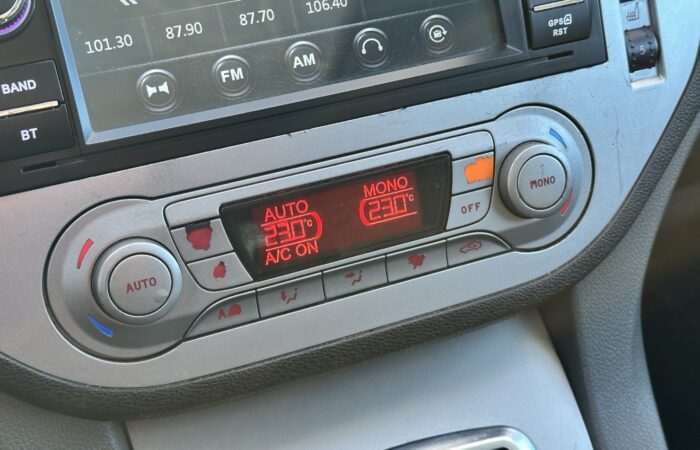 101.30
87.90
87.70
106.40
GPS
RST
FM
AM
BAND
BT
AUTO
23.0°C
A/C ON
MONO
23.0°C
OFF
MONO
AUTO
A